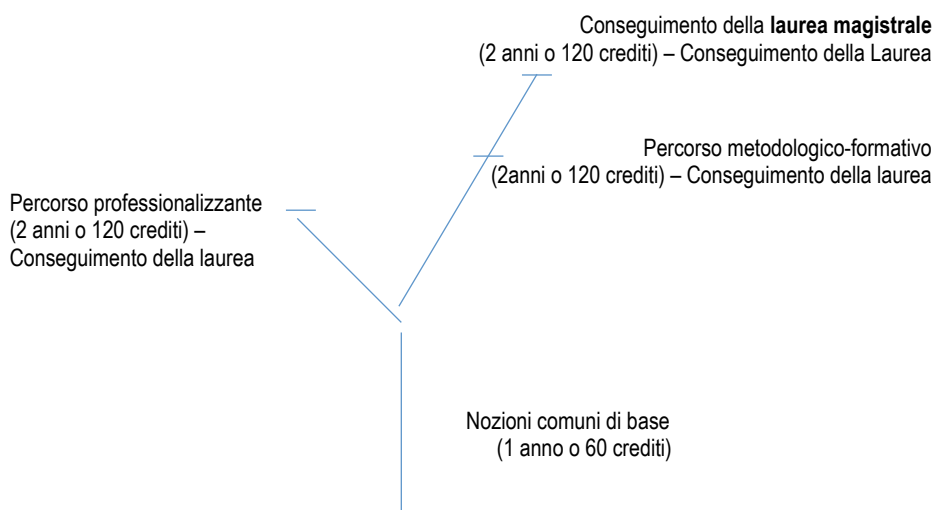 Conseguimento della laurea magistrale
(2 anni o 120 crediti) – Conseguimento della Laurea
Percorso metodologico-formativo
(2anni o 120 crediti) – Conseguimento della laurea
Percorso professionalizzante
(2 anni o 120 crediti) –
Conseguimento della laurea
Nozioni comuni di base
(1 anno o 60 crediti)